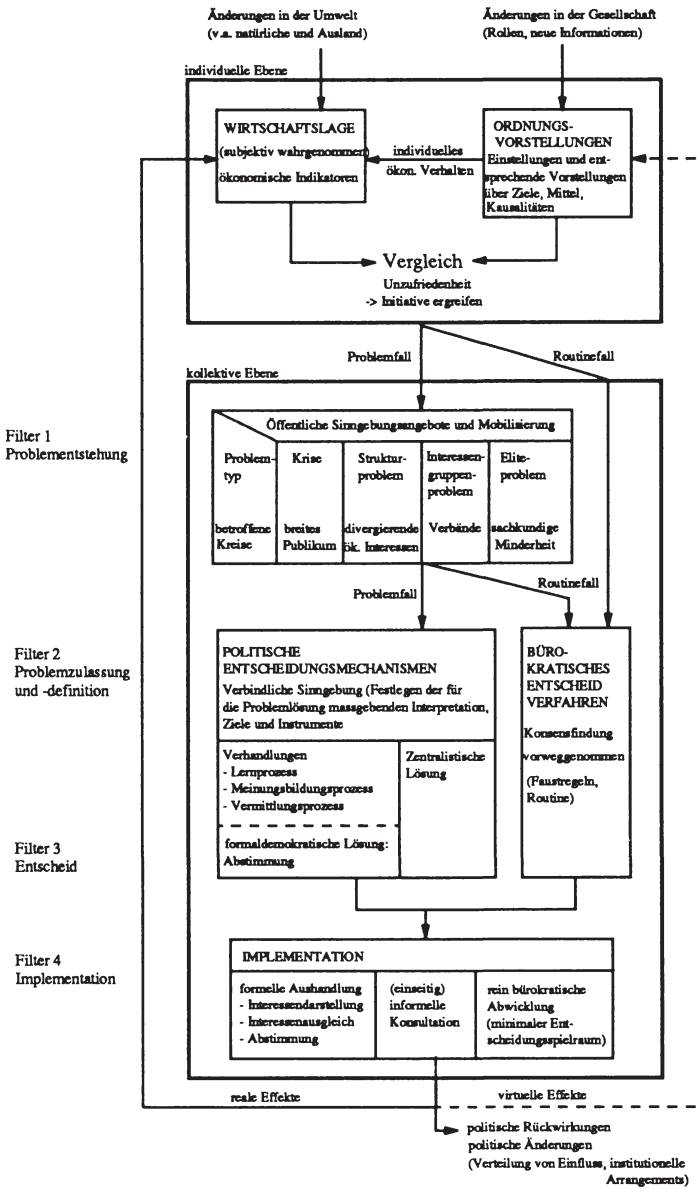 Änderungen in der Umwelt
(v.a. natürliche und Ausland)
Änderungen in der Gesellschaft
(Rollen, neue Informationen)
individuelle Ebene
WIRTSCHAFTSLAGE
(subjektiv wahrgenommen)
ökonomische Indikatoren
individuelles
ökon. Verhalten
ORDNUNGS-
VORSTELLUNGEN
Einstellungen und ent-
sprechende Vorstellungen
über Ziele, Mittel,
Kausalitäten
Vergleich
Unzufriedenheit
-> Initiative ergreifen
Problemfall
Routinefall
kollektive Ebene
Filter 1
Problementstehung
Öffentliche Sinngebungsangebote und Mobilisierung
Problem-
typ
Krise
Struktur-
problem
Interessen-
gruppen-
problem
Elite-
problem
betroffene
Kreise
breites
Publikum
divergierende
ök. Interessen
Verbände
sachkundige
Minderheit
Problemfall
Routinefall
Filter 2
Problemzulassung
und -definition
POLITISCHE
ENTSCHEIDUNGSMECHANISMEN
Verbindliche Sinngebung (Festlegen der für
die Problemlösung massgebenden Interpretation,
Ziele und Instrumente
Verhandlungen
- Lernprozess
- Meinungsbildungsprozess
- Vermittlungsprozess
Zentralistische
Lösung
formaldemokratische Lösung:
Abstimmung
BÜRO-
KRATISCHES
ENTSCHEID
VERFAHREN
Konsensfindung
vorweggenommen
(Faustregeln,
Routine)
Filter 3
Entscheid
Filter 4
Implementation
IMPLEMENTATION
formelle Aushandlung
- Interessendarstellung
- Interessenausgleich
- Abstimmung
(einseitig)
informelle
Konsultation
rein bürokratische
Abwicklung
(minimaler Ent-
scheidungsspielraum)
reale Effekte
virtuelle Effekte
politische Rückwirkungen
politische Änderungen
(Verteilung von Einfluss, institutionelle
Arrangements)